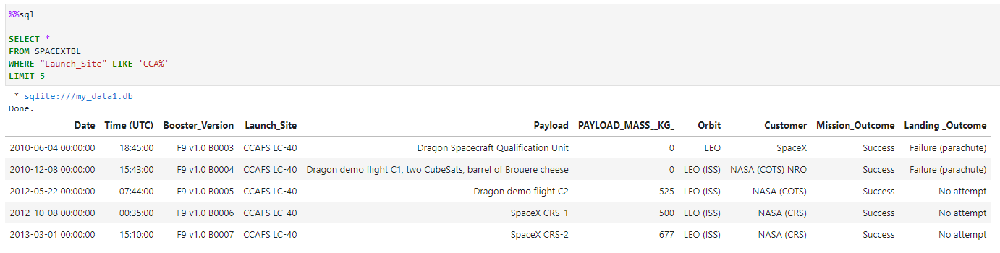 %%sql
SELECT *
FROM SPACEXTBL
WHERE "Launch_Site" LIKE 'CCA%'
LIMIT 5
* sqlite:///my_data1.db
Done.
Date Time (UTC) Booster_Version Launch_Site Payload PAYLOAD_MASS__KG_ Orbit Customer Mission_Outcome Landing _Outcome
2010-06-04 00:00:00 18:45:00 F9 v1.0 B0003 CCAFS LC-40 Dragon Spacecraft Qualification Unit 0 LEO SpaceX Success Failure (parachute)
2010-12-08 00:00:00 15:43:00 F9 v1.0 B0004 CCAFS LC-40 Dragon demo flight C1, two CubeSats, barrel of Brouere cheese 0 LEO (ISS) NASA (COTS) NRO Success Failure (parachute)
2012-05-22 00:00:00 07:44:00 F9 v1.0 B0005 CCAFS LC-40 Dragon demo flight C2 525 LEO (ISS) NASA (COTS) Success No attempt
2012-10-08 00:00:00 00:35:00 F9 v1.0 B0006 CCAFS LC-40 SpaceX CRS-1 500 LEO (ISS) NASA (CRS) Success No attempt
2013-03-01 00:00:00 15:10:00 F9 v1.0 B0007 CCAFS LC-40 SpaceX CRS-2 677 LEO (ISS) NASA (CRS) Success No attempt